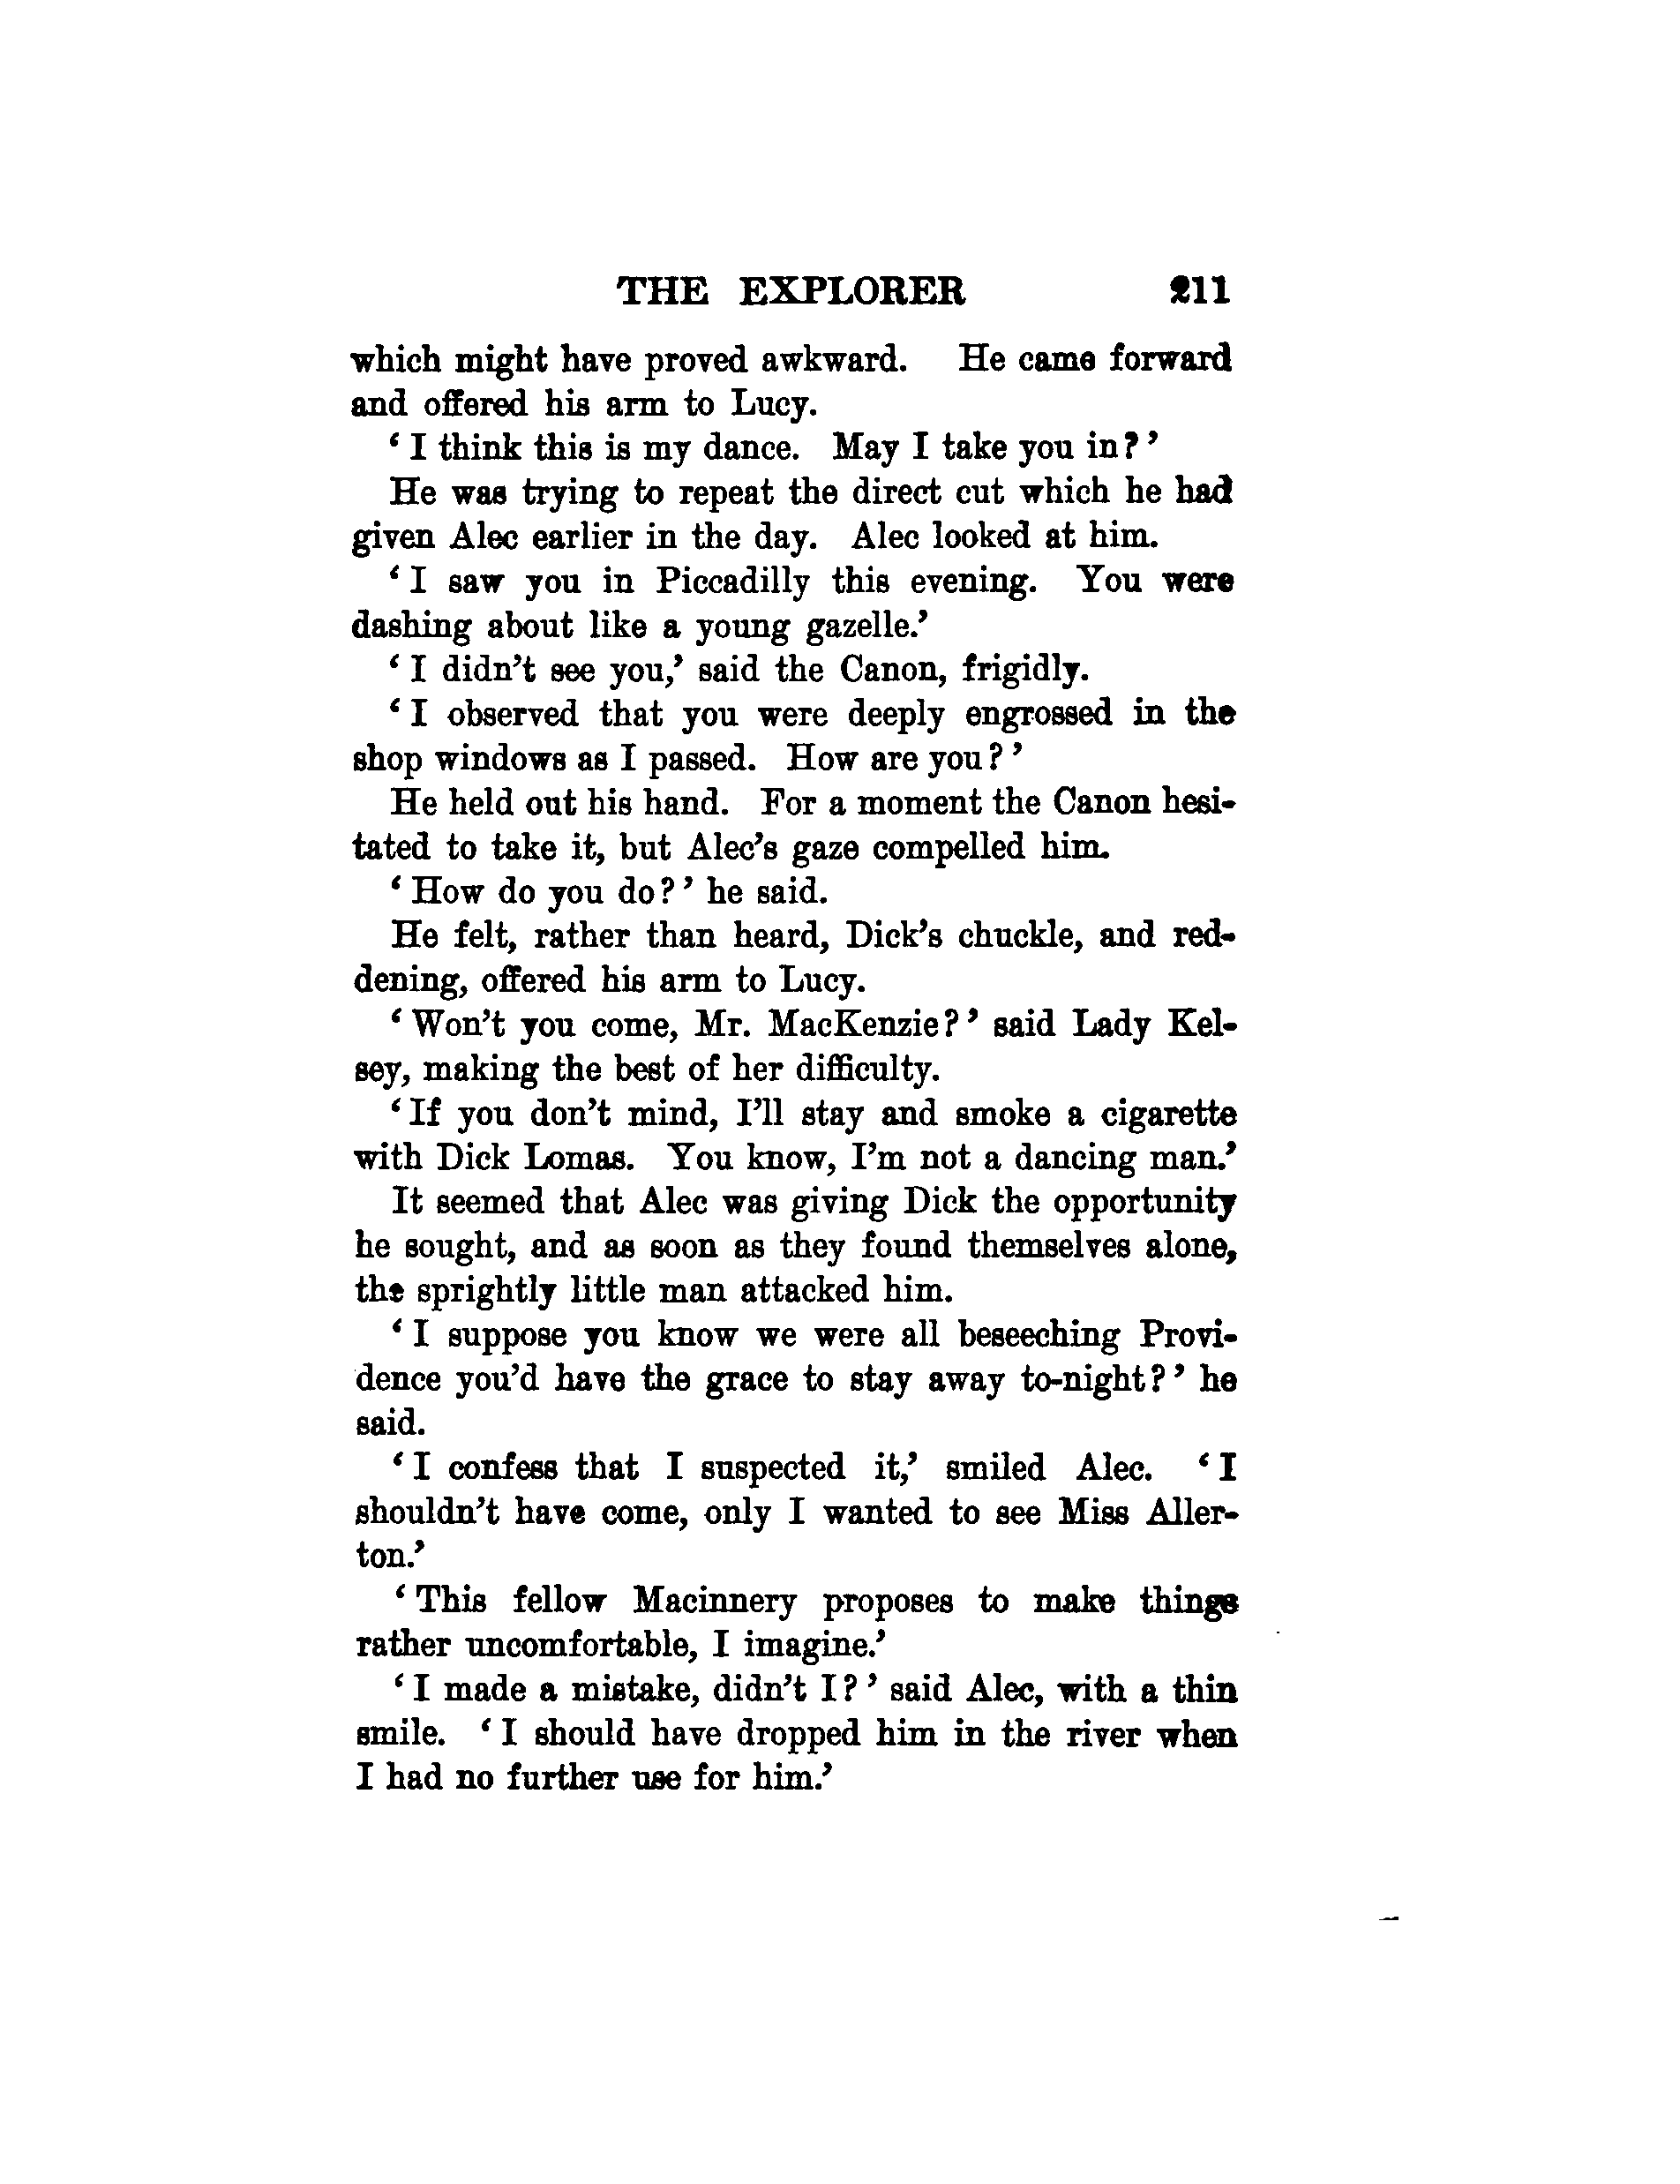 THE EXPLORER 211
which might have proved awkward. He came forward
and offered his arm to Lucy.
‘ I think this is my dance. May I take you in? ’
He was trying to repeat the direct cut which he had
given Alec earlier in the day. Alec looked at him.
‘ I saw you in Piccadilly this evening. You were
dashing about like a young gazelle.’
‘ I didn’t see you,’ said the Canon, frigidly.
‘ I observed that you were deeply engrossed in the
shop windows as I passed. How are you? ’
He held out his hand. For a moment the Canon hesi-
tated to take it, but Alec’s gaze compelled him.
‘ How do you do? ’ he said.
He felt, rather than heard, Dick’s chuckle, and red-
dening, offered his arm to Lucy.
‘ Won’t you come, Mr. MacKenzie? ’ said Lady Kel-
sey, making the best of her difficulty.
‘ If you don’t mind, I’ll stay and smoke a cigarette
with Dick Lomas. You know, I’m not a dancing man.’
It seemed that Alec was giving Dick the opportunity
he sought, and as soon as they found themselves alone,
the sprightly little man attacked him.
‘ I suppose you know we were all beseeching Provi-
dence you’d have the grace to stay away to-night? ’ he
said.
‘ I confess that I suspected it,’ smiled Alec. ‘ I
shouldn’t have come, only I wanted to see Miss Aller-
ton.’
‘ This fellow Macinnery proposes to make things
rather uncomfortable, I imagine.’
‘ I made a mistake, didn’t I? ’ said Alec, with a thin
smile. ‘ I should have dropped him in the river when
I had no further use for him.’